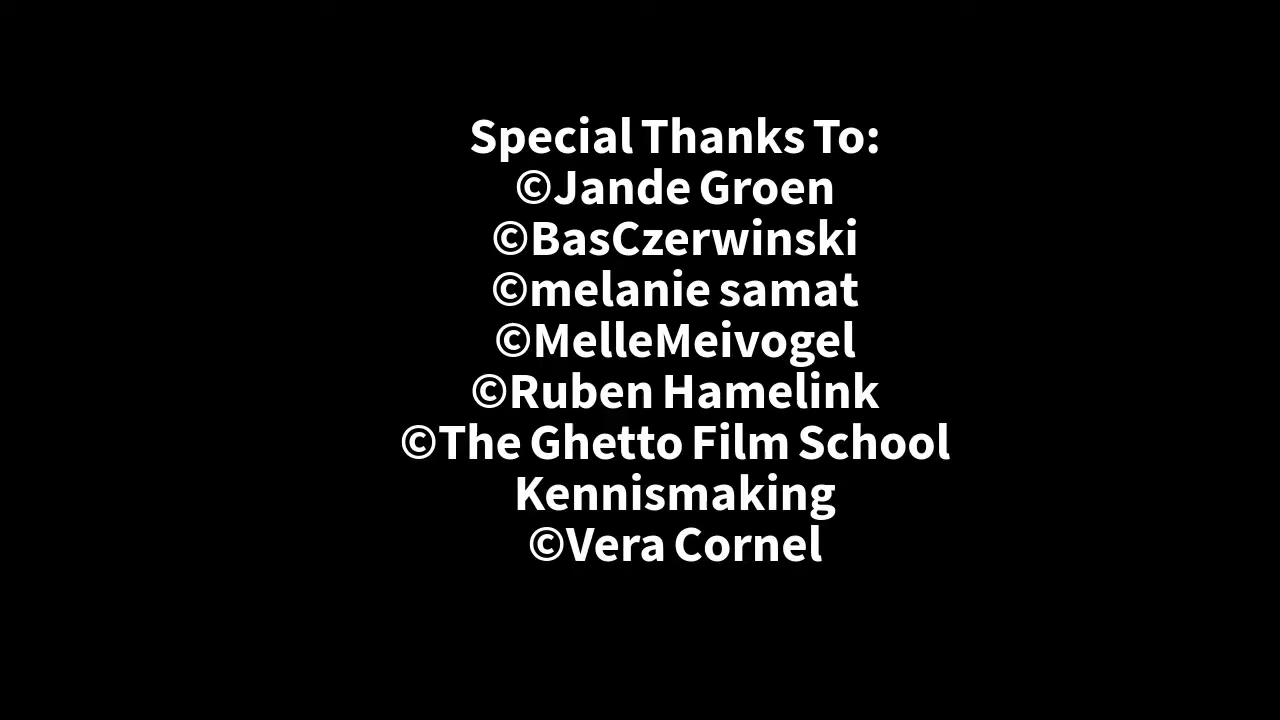 Special Thanks To:
©Jande Groen
©BasCzerwinski
©melanie samat
©MelleMeivogel
©Ruben Hamelink
©The Ghetto Film School
Kennismaking
©Vera Cornel